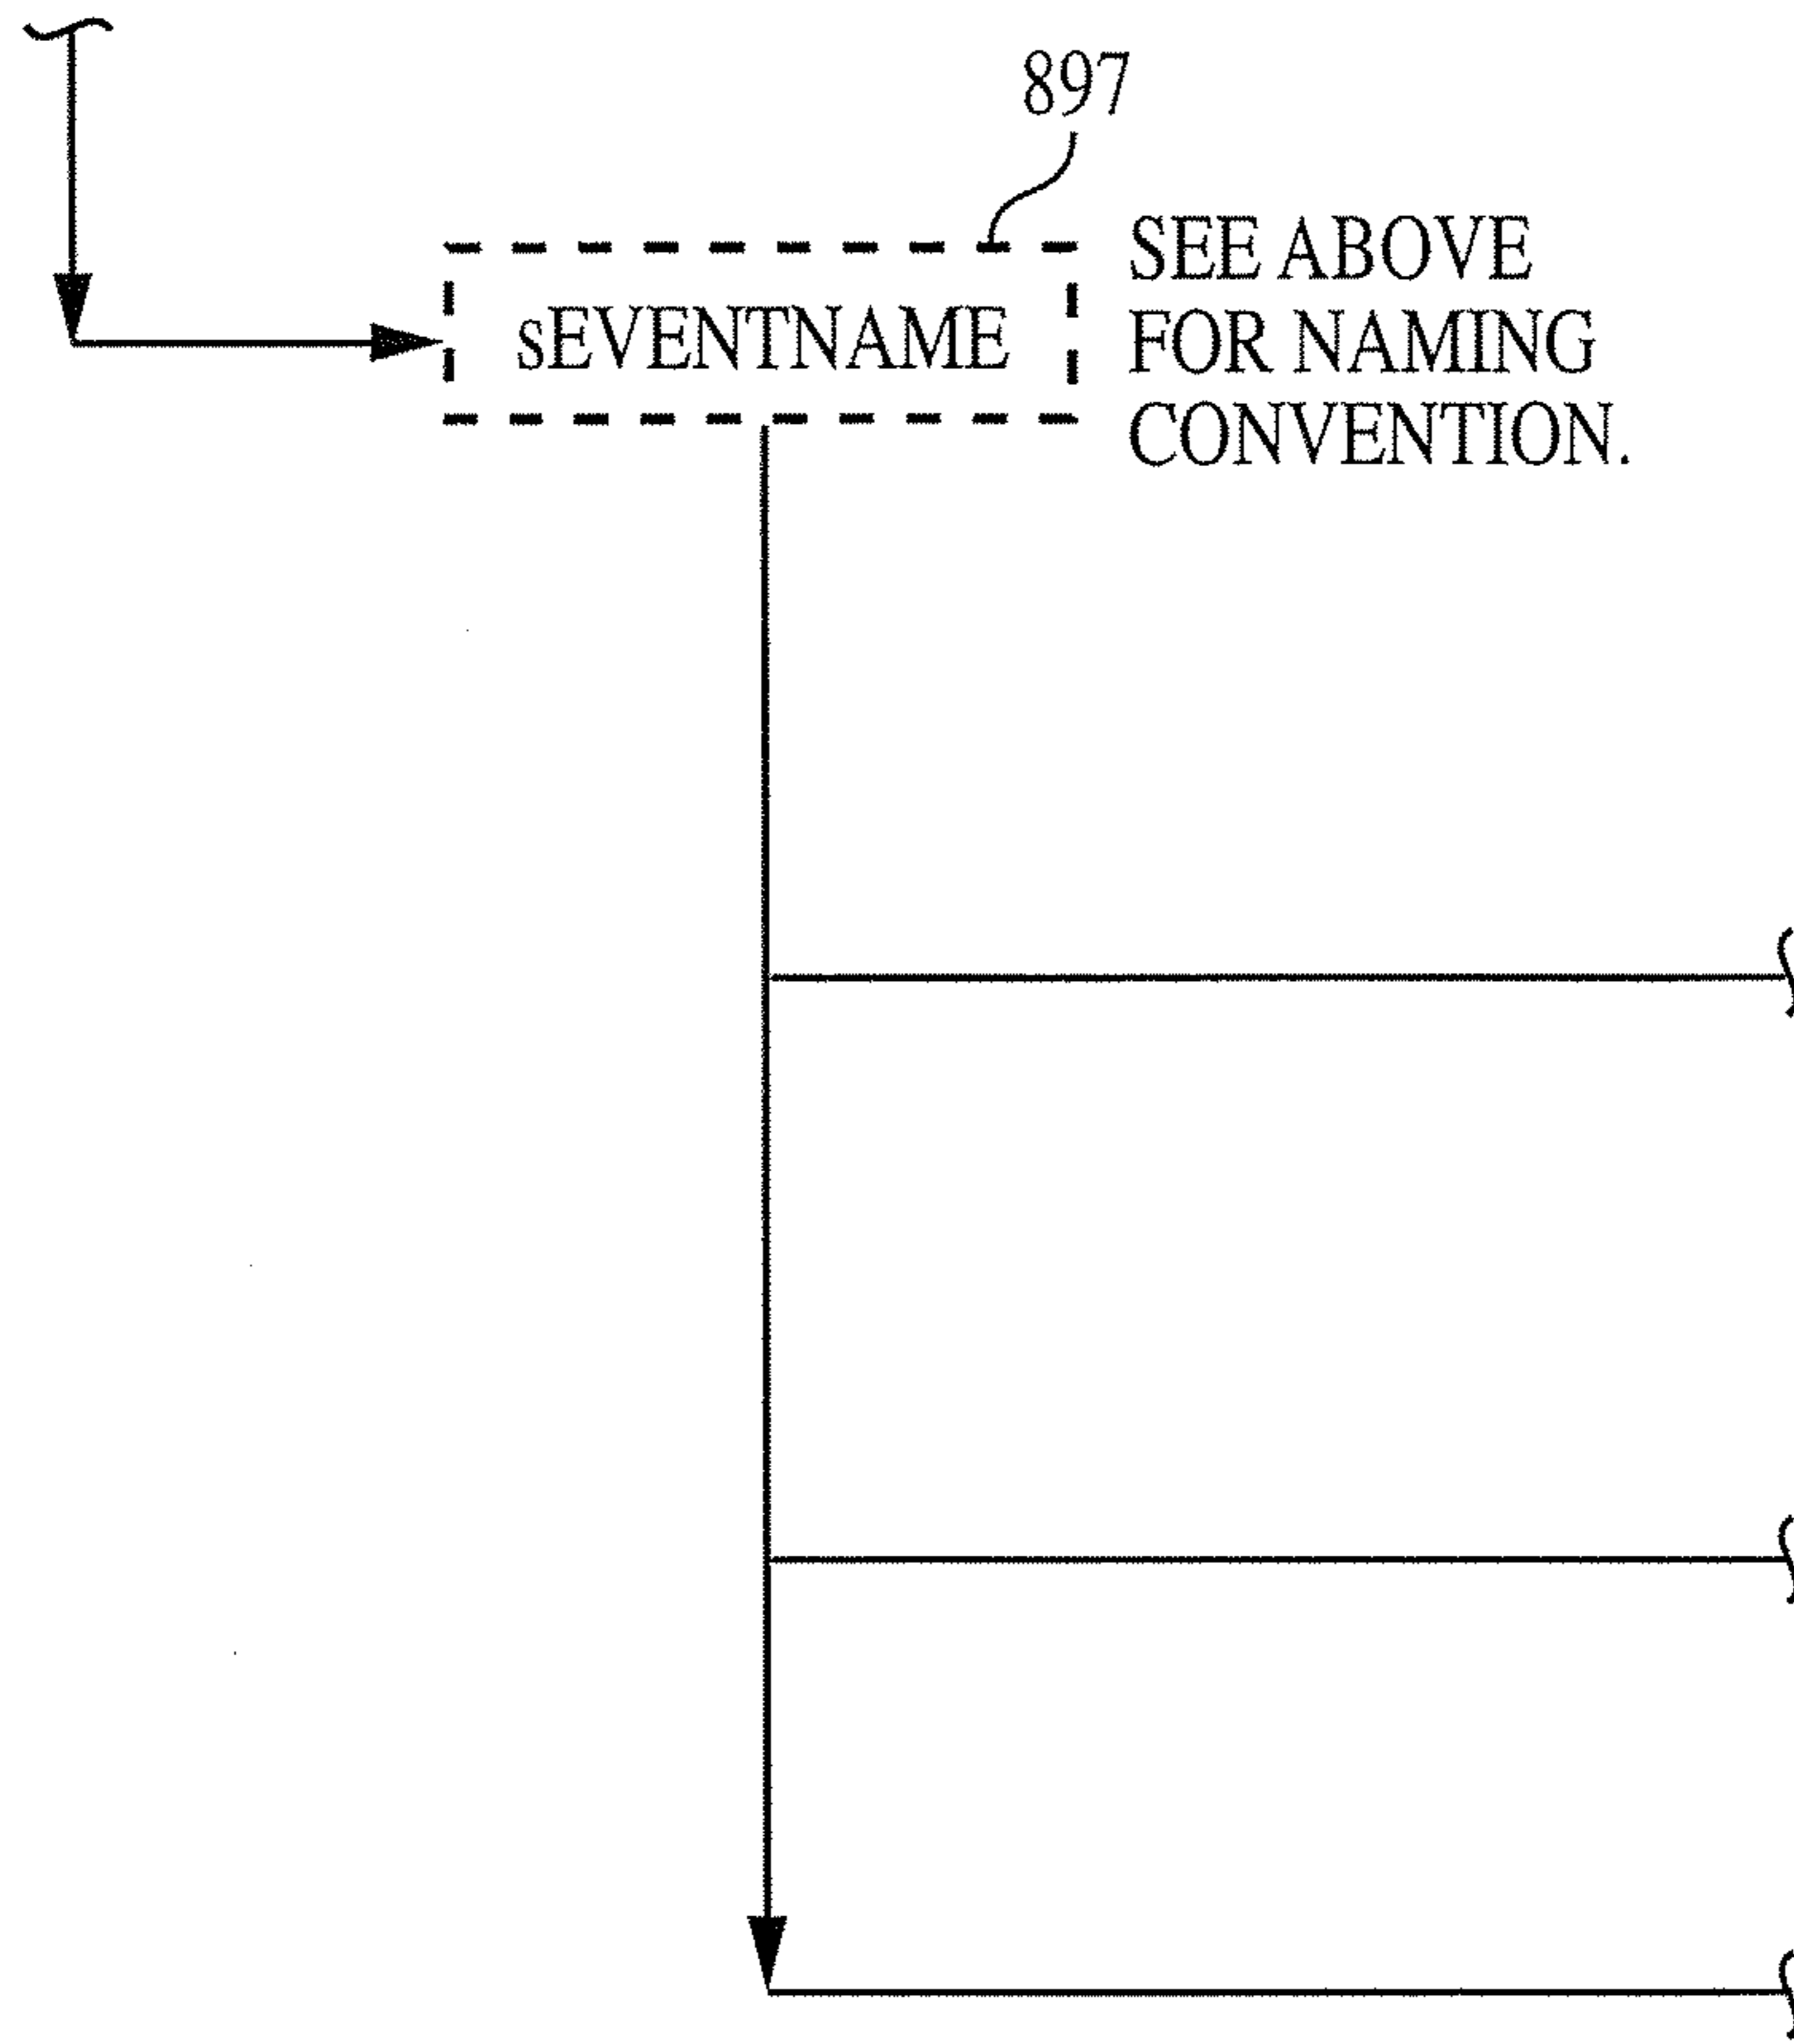 897
sEVENTNAME
SEE ABOVE
FOR NAMING
CONVENTION.